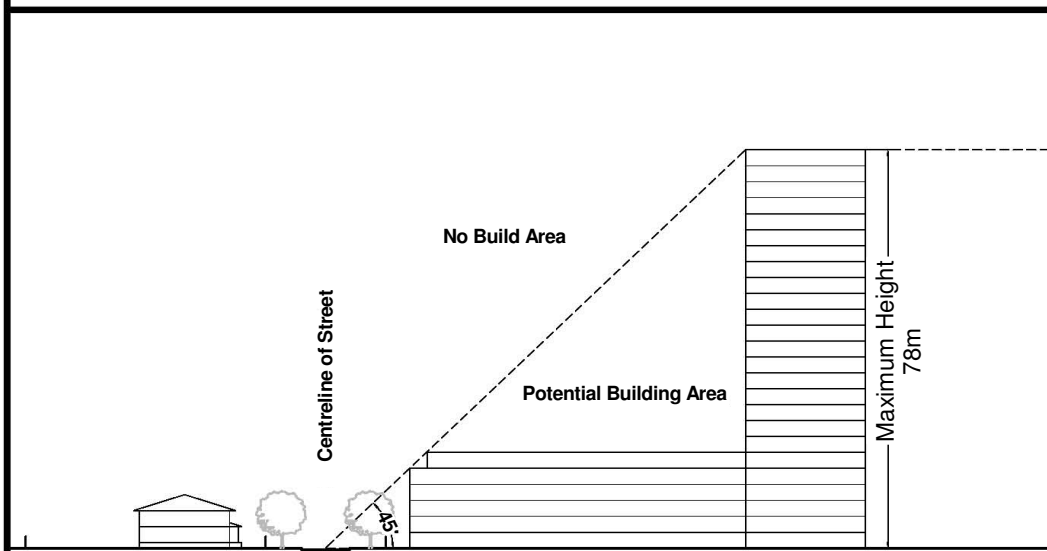 No Build Area
Centreline of Street
Potential Building Area
45°
Maximum Height
78m